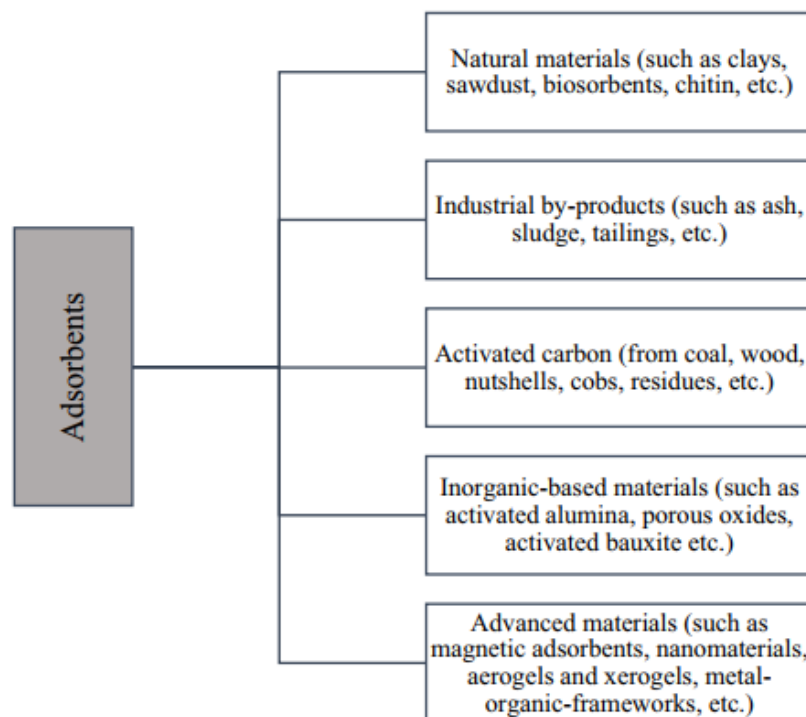 Adsorbents
Natural materials (such as clays,
sawdust, biosorbents, chitin, etc.)
Industrial by-products (such as ash,
sludge, tailings, etc.)
Activated carbon (from coal, wood,
nutshells, cobs, residues, etc.)
Inorganic-based materials (such as
activated alumina, porous oxides,
activated bauxite etc.)
Advanced materials (such as
magnetic adsorbents, nanomaterials,
aerogels and xerogels, metal-
organic-frameworks, etc.)